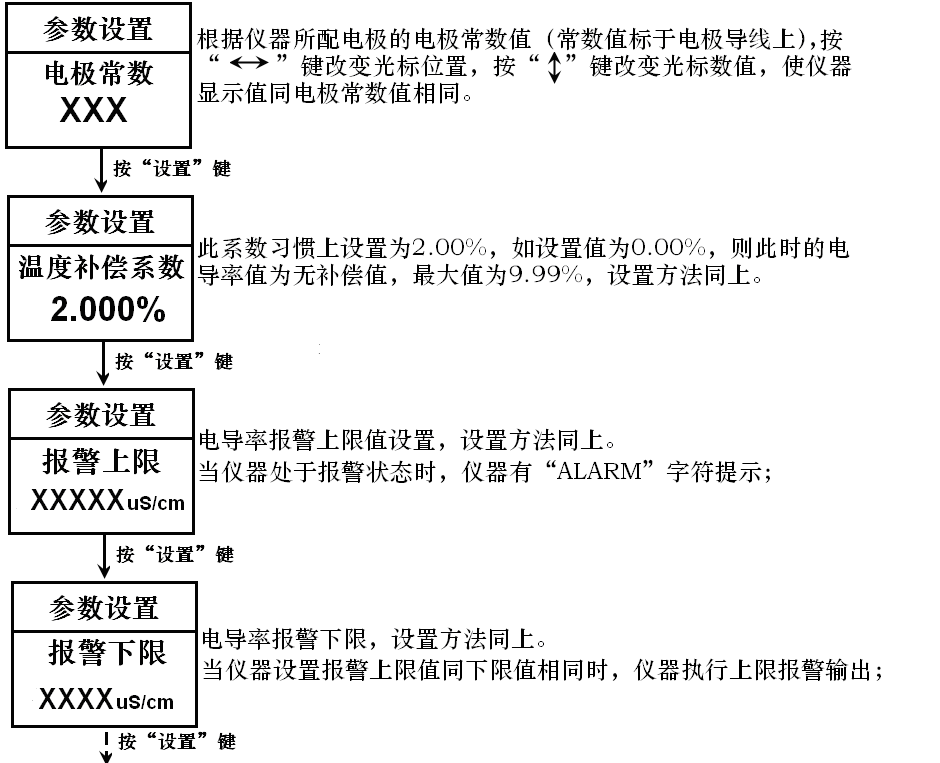 参数设置
电极常数
XXX
根据仪器所配电极的电极常数值（常数值标于电极导线上），按
“ ↔ ”键改变光标位置，按“ ↕ ”键改变光标数值，使仪器
显示值同电极常数值相同。
按“设置”键
参数设置
温度补偿系数
2.000%
此系数习惯上设置为2.00%，如设置值为0.00%，则此时的电
导率值为无补偿值，最大值为9.99%，设置方法同上。
按“设置”键
参数设置
报警上限
XXXXXuS/cm
电导率报警上限值设置，设置方法同上。
当仪器处于报警状态时，仪器有“ALARM”字符提示；
按“设置”键
参数设置
报警下限
XXXXuS/cm
电导率报警下限，设置方法同上。
当仪器设置报警上限值同下限值相同时，仪器执行上限报警输出；
按“设置”键